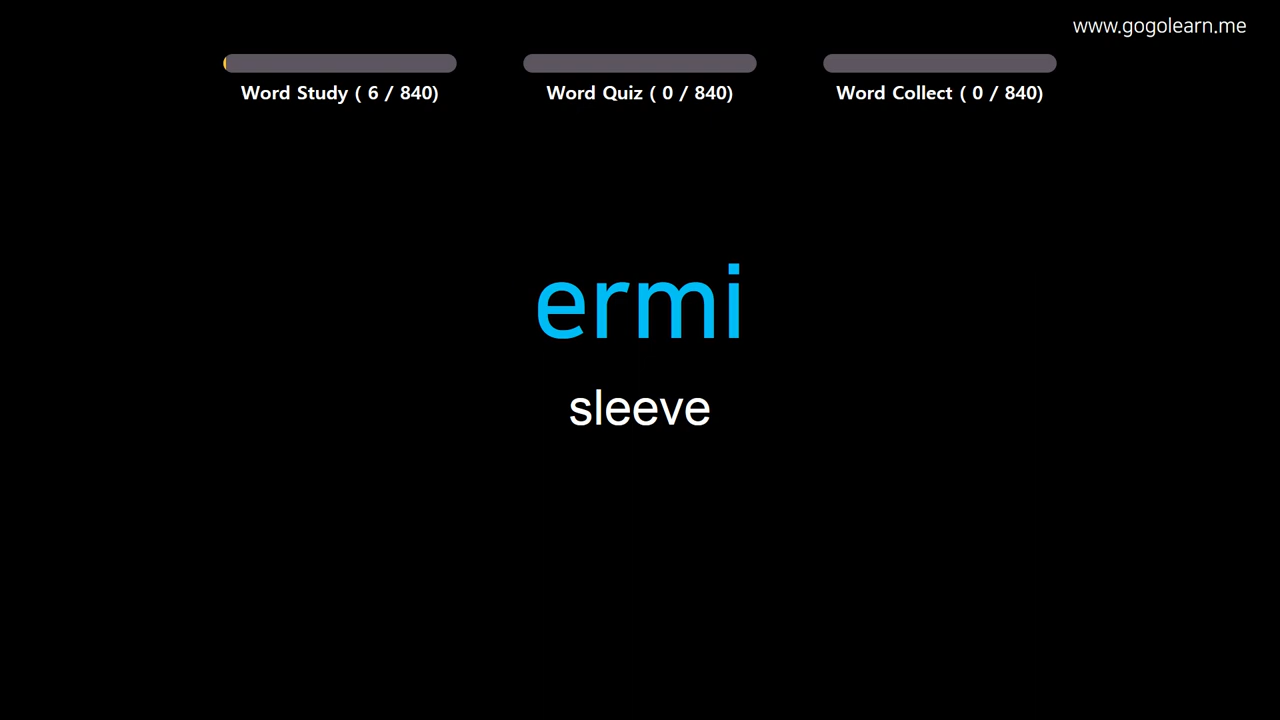 www.gogolearn.me
Word Study ( 6 / 840)
Word Quiz ( 0 / 840)
Word Collect ( 0 / 840)
ermi
sleeve